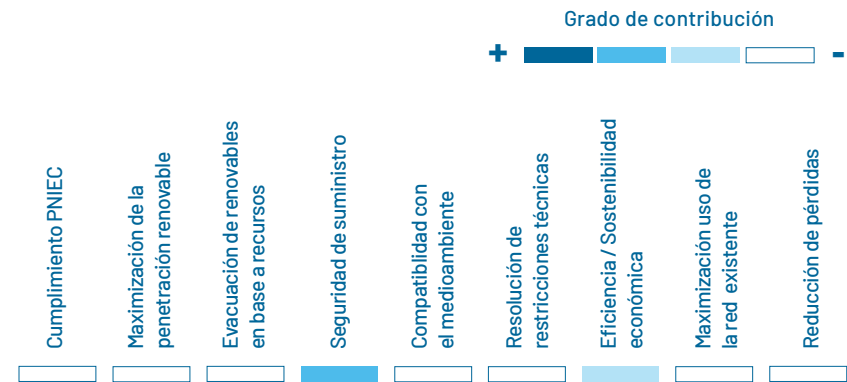 Grado de contribución
+ -
Cumplimiento PNIEC
Maximización de la
penetración renovable
Evacuación de renovables
en base a recursos
Seguridad de suministro
Compatiblidad con
el medioambiente
Resolución de
restricciones técnicas
Eficiencia / Sostenibilidad
económica
Maximización uso de
la red existente
Reducción de pérdidas